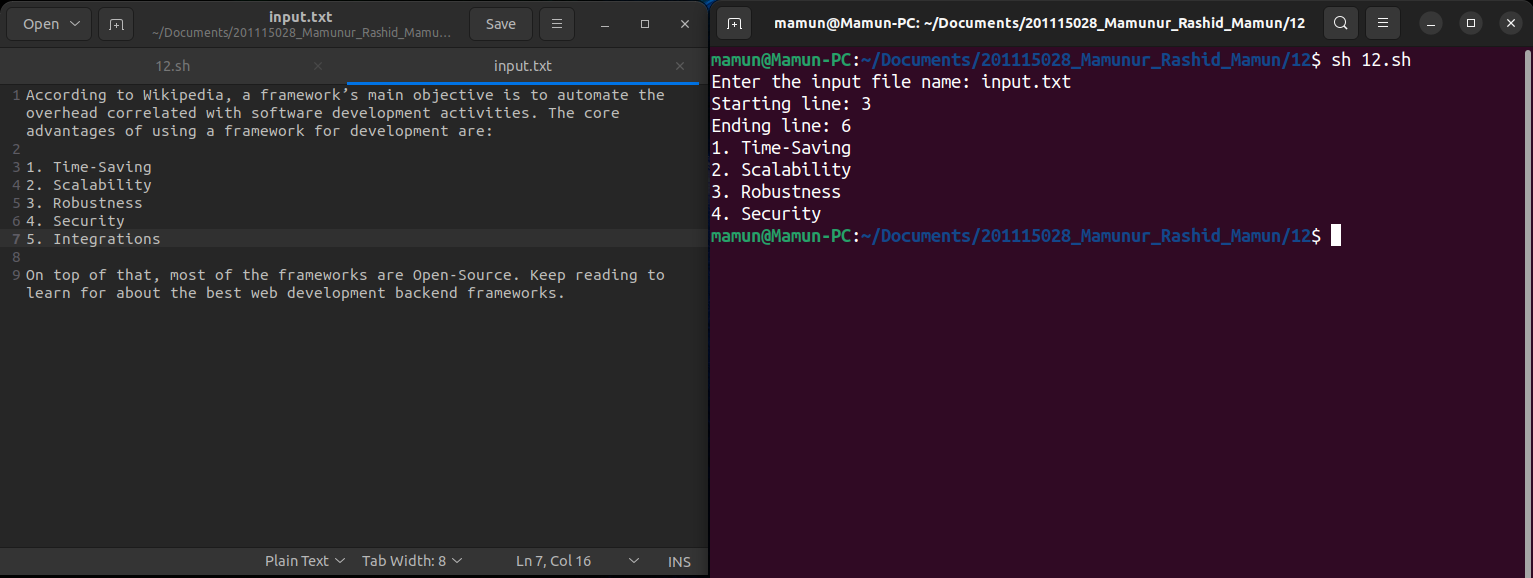 Open
input.txt
~/Documents/201115028_Mamunur_Rashid_Mamu…
Save
12.sh
input.txt
1 According to Wikipedia, a framework’s main objective is to automate the
overhead correlated with software development activities. The core
advantages of using a framework for development are:
2
3 1. Time-Saving
4 2. Scalability
5 3. Robustness
6 4. Security
7 5. Integrations
8
9 On top of that, most of the frameworks are Open-Source. Keep reading to
learn for about the best web development backend frameworks.
Plain Text
Tab Width: 8
Ln 7, Col 16
INS
mamun@Mamun-PC: ~/Documents/201115028_Mamunur_Rashid_Mamun/12
mamun@Mamun-PC:~/Documents/201115028_Mamunur_Rashid_Mamun/12$ sh 12.sh
Enter the input file name: input.txt
Starting line: 3
Ending line: 6
1. Time-Saving
2. Scalability
3. Robustness
4. Security
mamun@Mamun-PC:~/Documents/201115028_Mamunur_Rashid_Mamun/12$